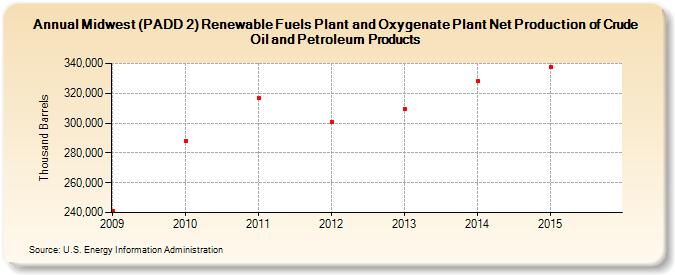 Annual Midwest (PADD 2) Renewable Fuels Plant and Oxygenate Plant Net Production of Crude
Oil and Petroleum Products
Thousand Barrels
340,000
320,000
300,000
280,000
260,000
240,000
2009 2010 2011 2012 2013 2014 2015
Source: U.S. Energy Information Administration